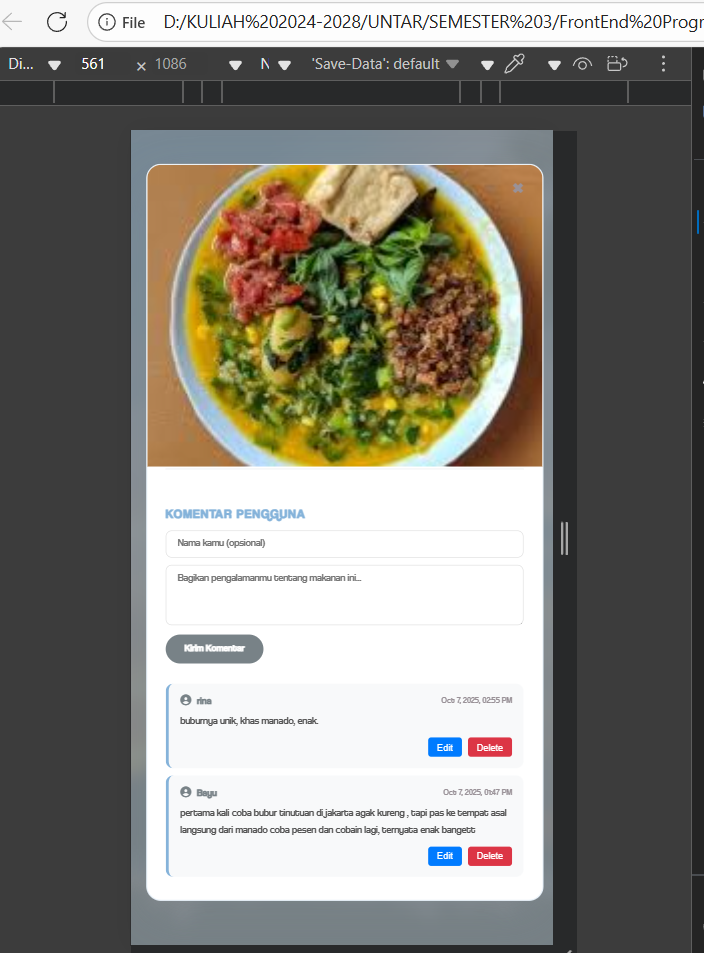 File
D:/KULIAH%202024-2028/UNTAR/SEMESTER%203/FrontEnd%20Progr
Di... 561 × 1086 N 'Save-Data': default
KOMENTAR PENGGUNA
Nama kamu (opsional)
Bagikan pengalamanmu tentang makanan ini...
Kirim Komentar
rina
Oct 7, 2025, 02:55 PM
buburnya unik, khas manado, enak.
Edit Delete
Bayu
Oct 7, 2025, 01:47 PM
pertama kali coba bubur tinutuan di jakarta agak kureng , tapi pas ke tempat asal
langsung dari manado coba pesen dan cobain lagi, ternyata enak bangett
Edit Delete